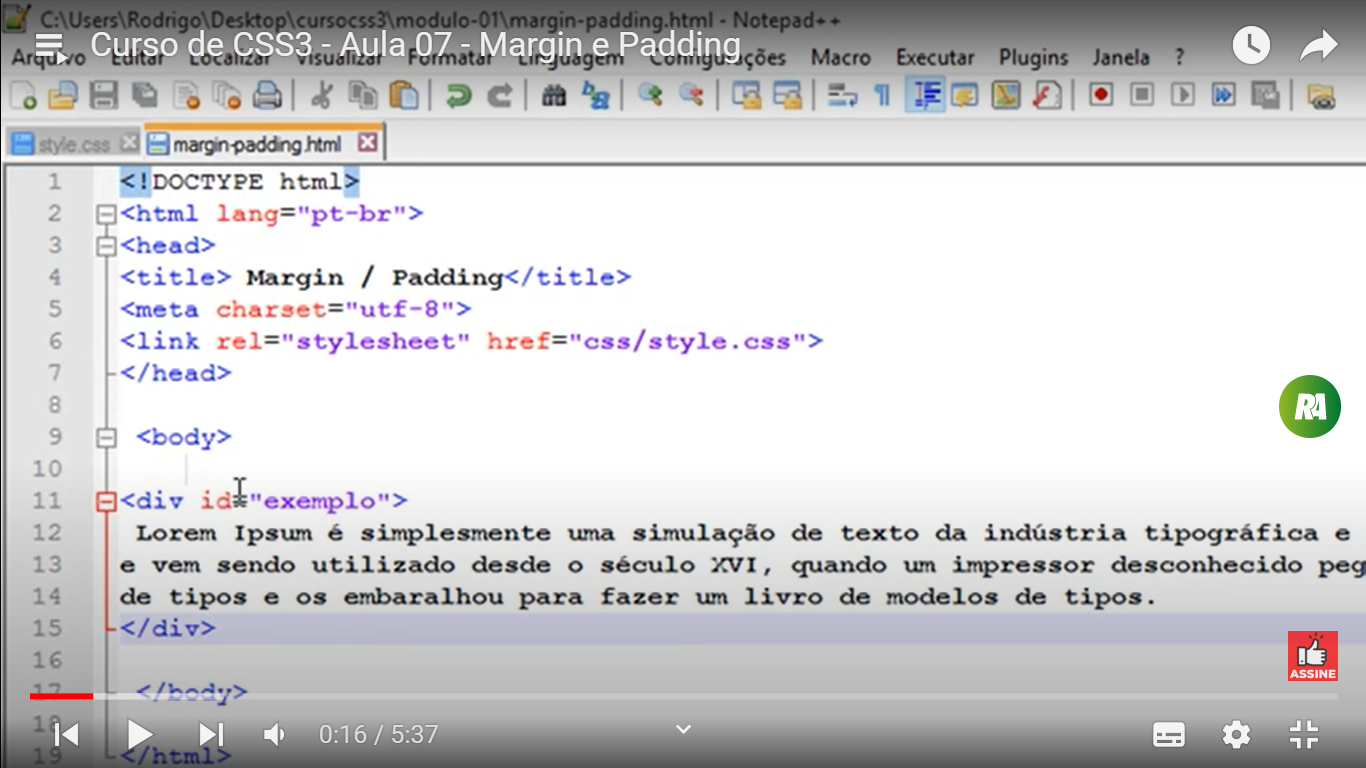 C:\Users\Rodrigo\Desktop\cursocss3\modulo-01\margin-padding.html - Notepad++
Curso de CSS3 - Aula 07 - Margin e Padding
Arquivo Editar Localizar Visualizar Formatar Linguagem Configurações Macro Executar Plugins Janela ?
style.css margin-padding.html
1 <!DOCTYPE html>
2 <html lang="pt-br">
3 <head>
4 <title> Margin / Padding</title>
5 <meta charset="utf-8">
6 <link rel="stylesheet" href="css/style.css">
7 </head>
8
9 <body>
10
11 <div id="exemplo">
12 Lorem Ipsum é simplesmente uma simulação de texto da indústria tipográfica e
13 e vem sendo utilizado desde o século XVI, quando um impressor desconhecido peg
14 de tipos e os embaralhou para fazer um livro de modelos de tipos.
15 </div>
16
17 </body>
18
19 </html>
RA
ASSINE
0:16 / 5:37